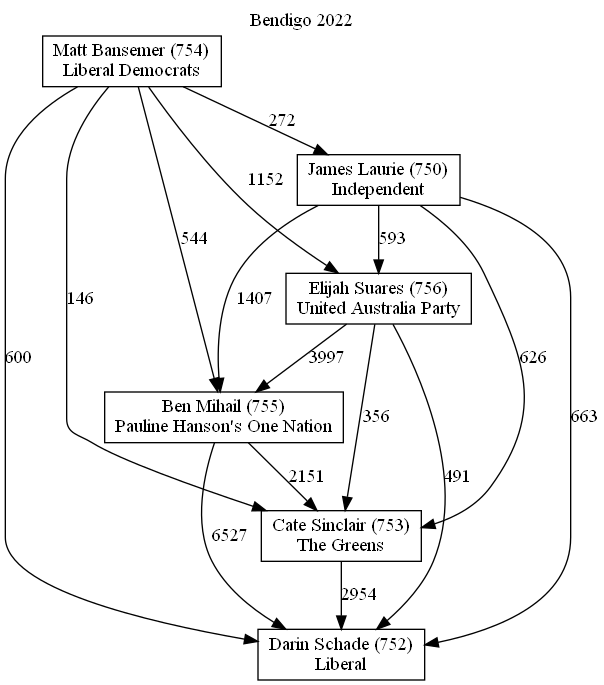 Bendigo 2022
Matt Bansemer (754)
Liberal Democrats
272
James Laurie (750)
Independent
1152
544
593
Elijah Suares (756)
United Australia Party
146
1407
600
3997
626
Ben Mihail (755)
Pauline Hanson's One Nation
356
663
2151
491
6527
Cate Sinclair (753)
The Greens
2954
Darin Schade (752)
Liberal